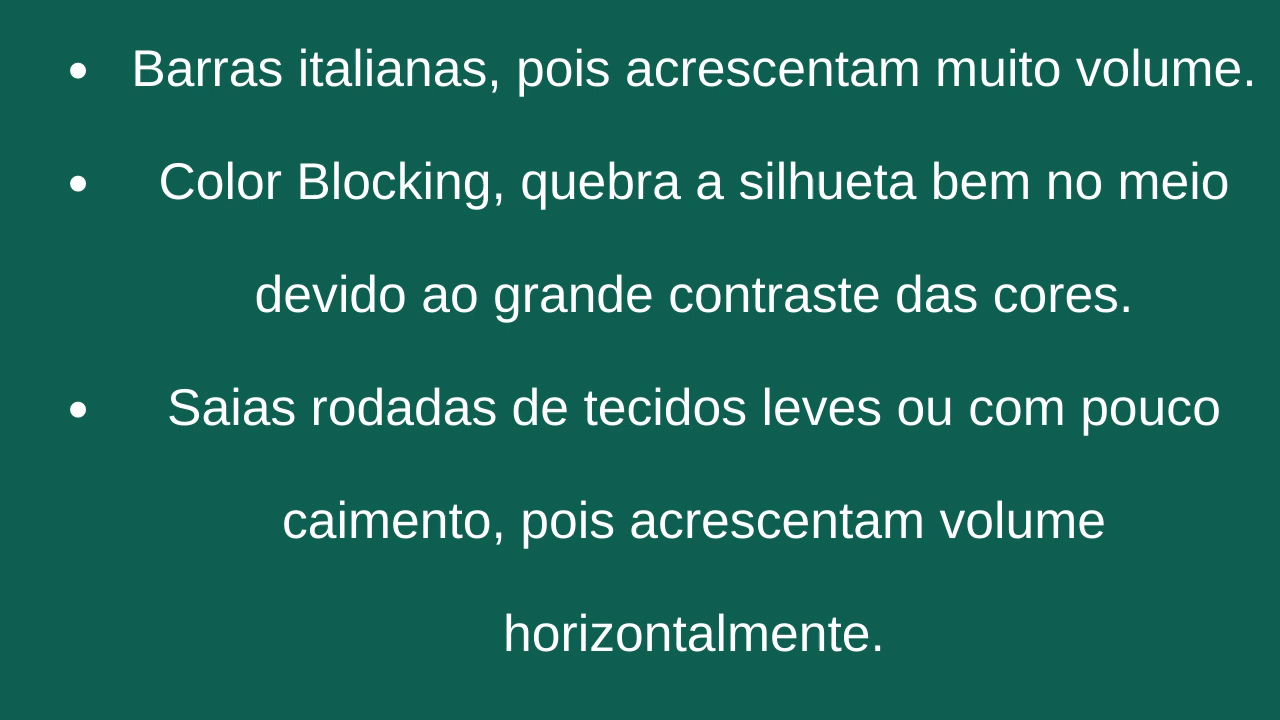 • Barras italianas, pois acrescentam muito volume.
• Color Blocking, quebra a silhueta bem no meio
devido ao grande contraste das cores.
• Saias rodadas de tecidos leves ou com pouco
caimento, pois acrescentam volume
horizontalmente.